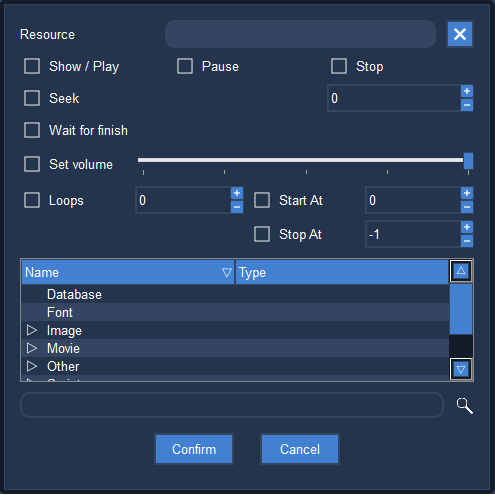 Resource
Show / Play Pause Stop
Seek 0
Wait for finish
Set volume
Loops 0 Start At 0
Stop At -1
Name Type
Database
Font
Image
Movie
Other
Confirm Cancel